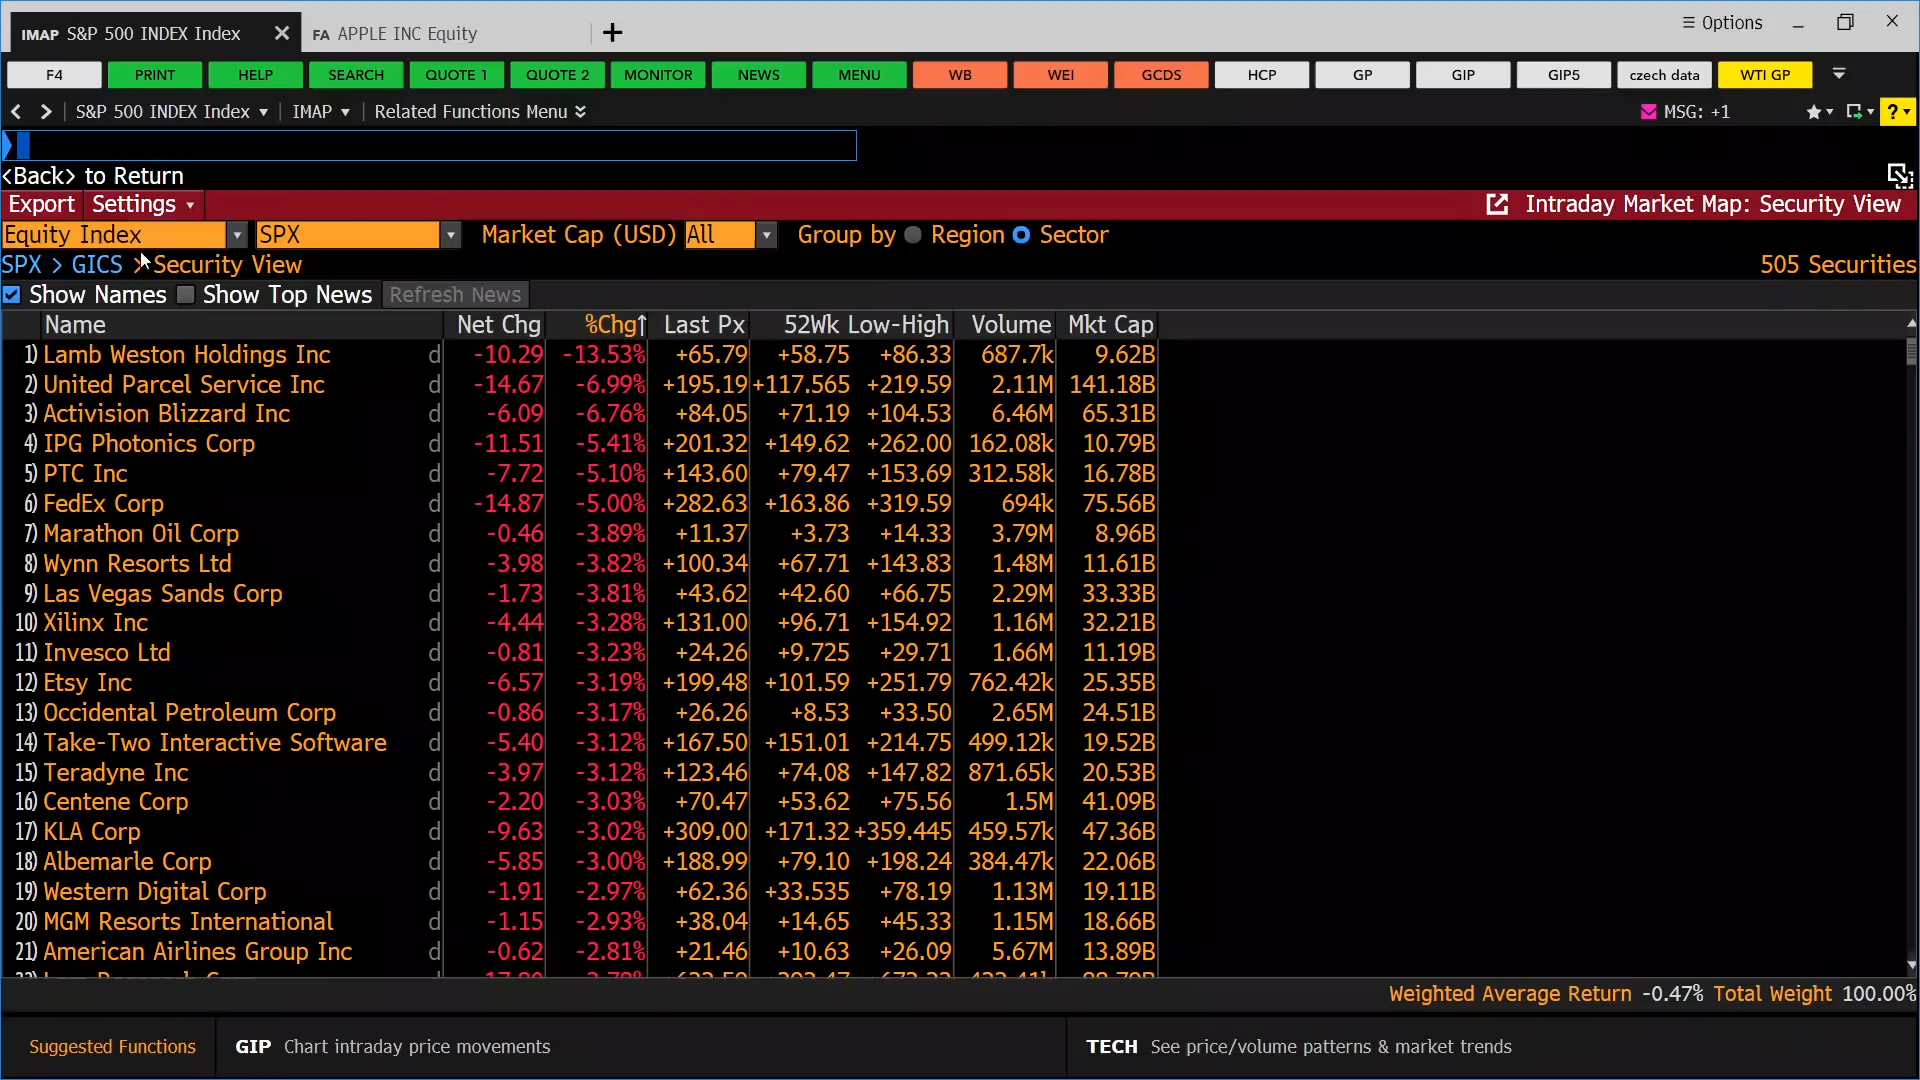 IMAP S&P 500 INDEX Index × FA APPLE INC Equity + ☰ Options
F4 PRINT HELP SEARCH QUOTE 1 QUOTE 2 MONITOR NEWS MENU WB WEI GCDS HCP GP GIP GIP5 czech data WTI GP
S&P 500 INDEX Index IMAP Related Functions Menu MSG: +1 ?
<Back> to Return
Export Settings Intraday Market Map: Security View
Equity Index SPX Market Cap (USD) All Group by Region Sector
SPX > GICS > Security View 505 Securities
Show Names Show Top News Refresh News
Name Net Chg %Chg↑ Last Px 52Wk Low-High Volume Mkt Cap
1) Lamb Weston Holdings Inc d -10.29 -13.53% +65.79 +58.75 +86.33 687.7k 9.62B
2) United Parcel Service Inc d -14.67 -6.99% +195.19 +117.565 +219.59 2.11M 141.18B
3) Activision Blizzard Inc d -6.09 -6.76% +84.05 +71.19 +104.53 6.46M 65.31B
4) IPG Photonics Corp d -11.51 -5.41% +201.32 +149.62 +262.00 162.08k 10.79B
5) PTC Inc d -7.72 -5.10% +143.60 +79.47 +153.69 312.58k 16.78B
6) FedEx Corp d -14.87 -5.00% +282.63 +163.86 +319.59 694k 75.56B
7) Marathon Oil Corp d -0.46 -3.89% +11.37 +3.73 +14.33 3.79M 8.96B
8) Wynn Resorts Ltd d -3.98 -3.82% +100.34 +67.71 +143.83 1.48M 11.61B
9) Las Vegas Sands Corp d -1.73 -3.81% +43.62 +42.60 +66.75 2.29M 33.33B
10) Xilinx Inc d -4.44 -3.28% +131.00 +96.71 +154.92 1.16M 32.21B
11) Invesco Ltd d -0.81 -3.23% +24.26 +9.725 +29.71 1.66M 11.19B
12) Etsy Inc d -6.57 -3.19% +199.48 +101.59 +251.79 762.42k 25.35B
13) Occidental Petroleum Corp d -0.86 -3.17% +26.26 +8.53 +33.50 2.65M 24.51B
14) Take-Two Interactive Software d -5.40 -3.12% +167.50 +151.01 +214.75 499.12k 19.52B
15) Teradyne Inc d -3.97 -3.12% +123.46 +74.08 +147.82 871.65k 20.53B
16) Centene Corp d -2.20 -3.03% +70.47 +53.62 +75.56 1.5M 41.09B
17) KLA Corp d -9.63 -3.02% +309.00 +171.32 +359.445 459.57k 47.36B
18) Albemarle Corp d -5.85 -3.00% +188.99 +79.10 +198.24 384.47k 22.06B
19) Western Digital Corp d -1.91 -2.97% +62.36 +33.535 +78.19 1.13M 19.11B
20) MGM Resorts International d -1.15 -2.93% +38.04 +14.65 +45.33 1.15M 18.66B
21) American Airlines Group Inc d -0.62 -2.81% +21.46 +10.63 +26.09 5.67M 13.89B
Weighted Average Return -0.47% Total Weight 100.00%
Suggested Functions GIP Chart intraday price movements TECH See price/volume patterns & market trends